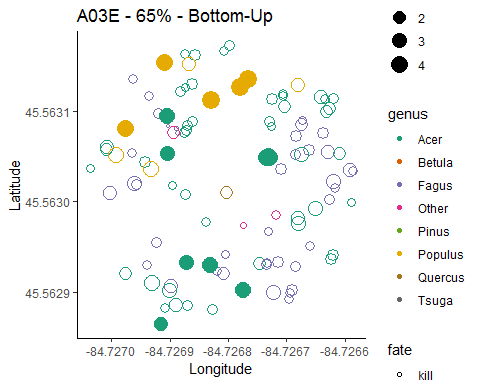 A03E - 65% - Bottom-Up
2
3
4
genus
Acer
Betula
Fagus
Other
Pinus
Populus
Quercus
Tsuga
fate
kill
Latitude
45.5631
45.5630
45.5629
-84.7270 -84.7269 -84.7268 -84.7267 -84.7266
Longitude